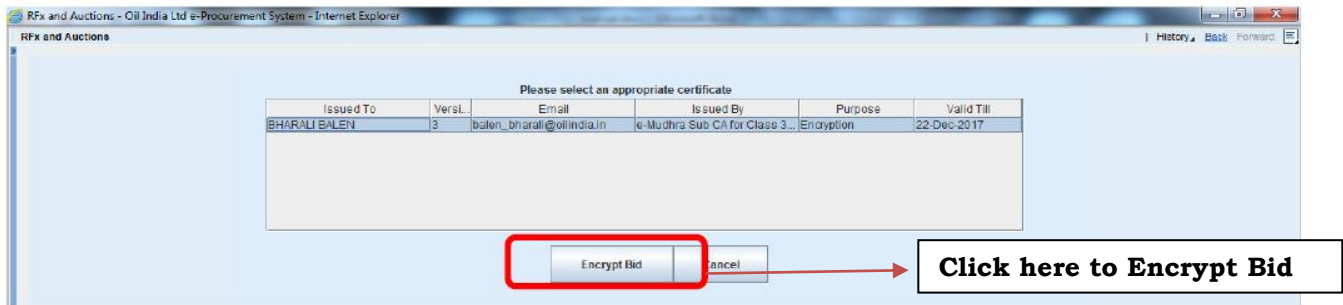 RFx and Auctions - Oil India Ltd e-Procurement System - Internet Explorer
RFx and Auctions
History Back Forward
Please select an appropriate certificate
Issued To Versi... Email Issued By Purpose Valid Till
BHARALI BALEN 3 balen_bharali@oilindia.in e-Mudhra Sub CA for Class 3... Encryption 22-Dec-2017
Encrypt Bid Cancel
Click here to Encrypt Bid